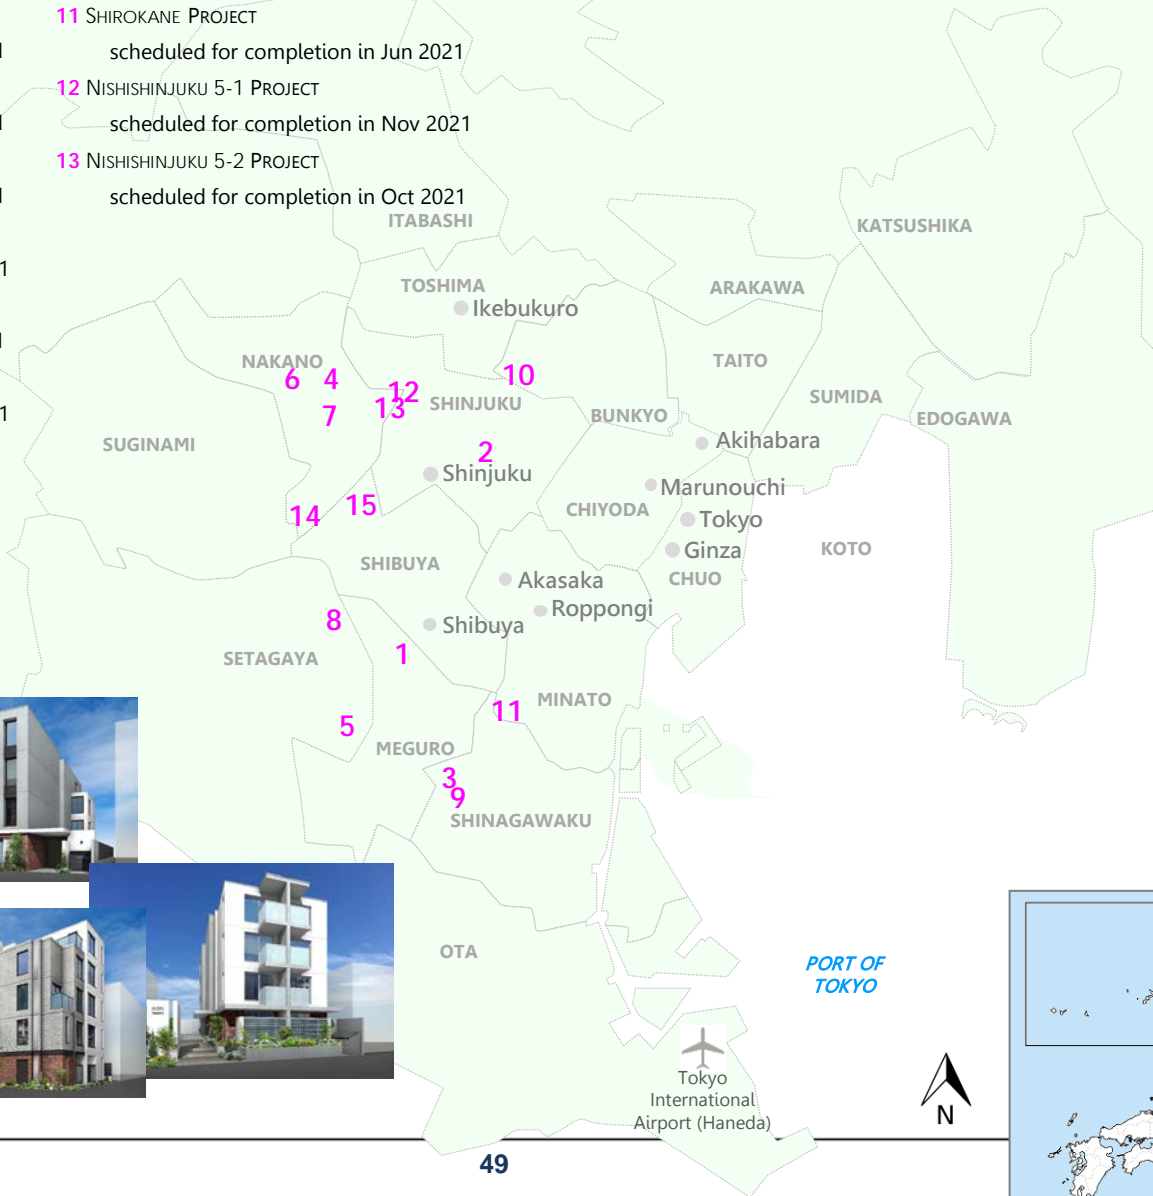 11 SHIROKANE PROJECT
scheduled for completion in Jun 2021
12 NISHISHINJUKU 5-1 PROJECT
scheduled for completion in Nov 2021
13 NISHISHINJUKU 5-2 PROJECT
scheduled for completion in Oct 2021
1
1
1
ITABASHI
KATSUSHIKA
TOSHIMA
ARAKAWA
Ikebukuro
NAKANO
TAITO
6
4
12
10
13
SHINJUKU
SUMIDA
7
BUNKYO
EDOGAWA
SUGINAMI
2
Akihabara
Shinjuku
Marunouchi
14
15
CHIYODA
Tokyo
SHIBUYA
Ginza
KOTO
Akasaka
CHUO
8
Roppongi
Shibuya
SETAGAYA
1
MINATO
11
5
MEGURO
3
9
SHINAGAWAKU
OTA
PORT OF
TOKYO
Tokyo
International
Airport (Haneda)
N
49